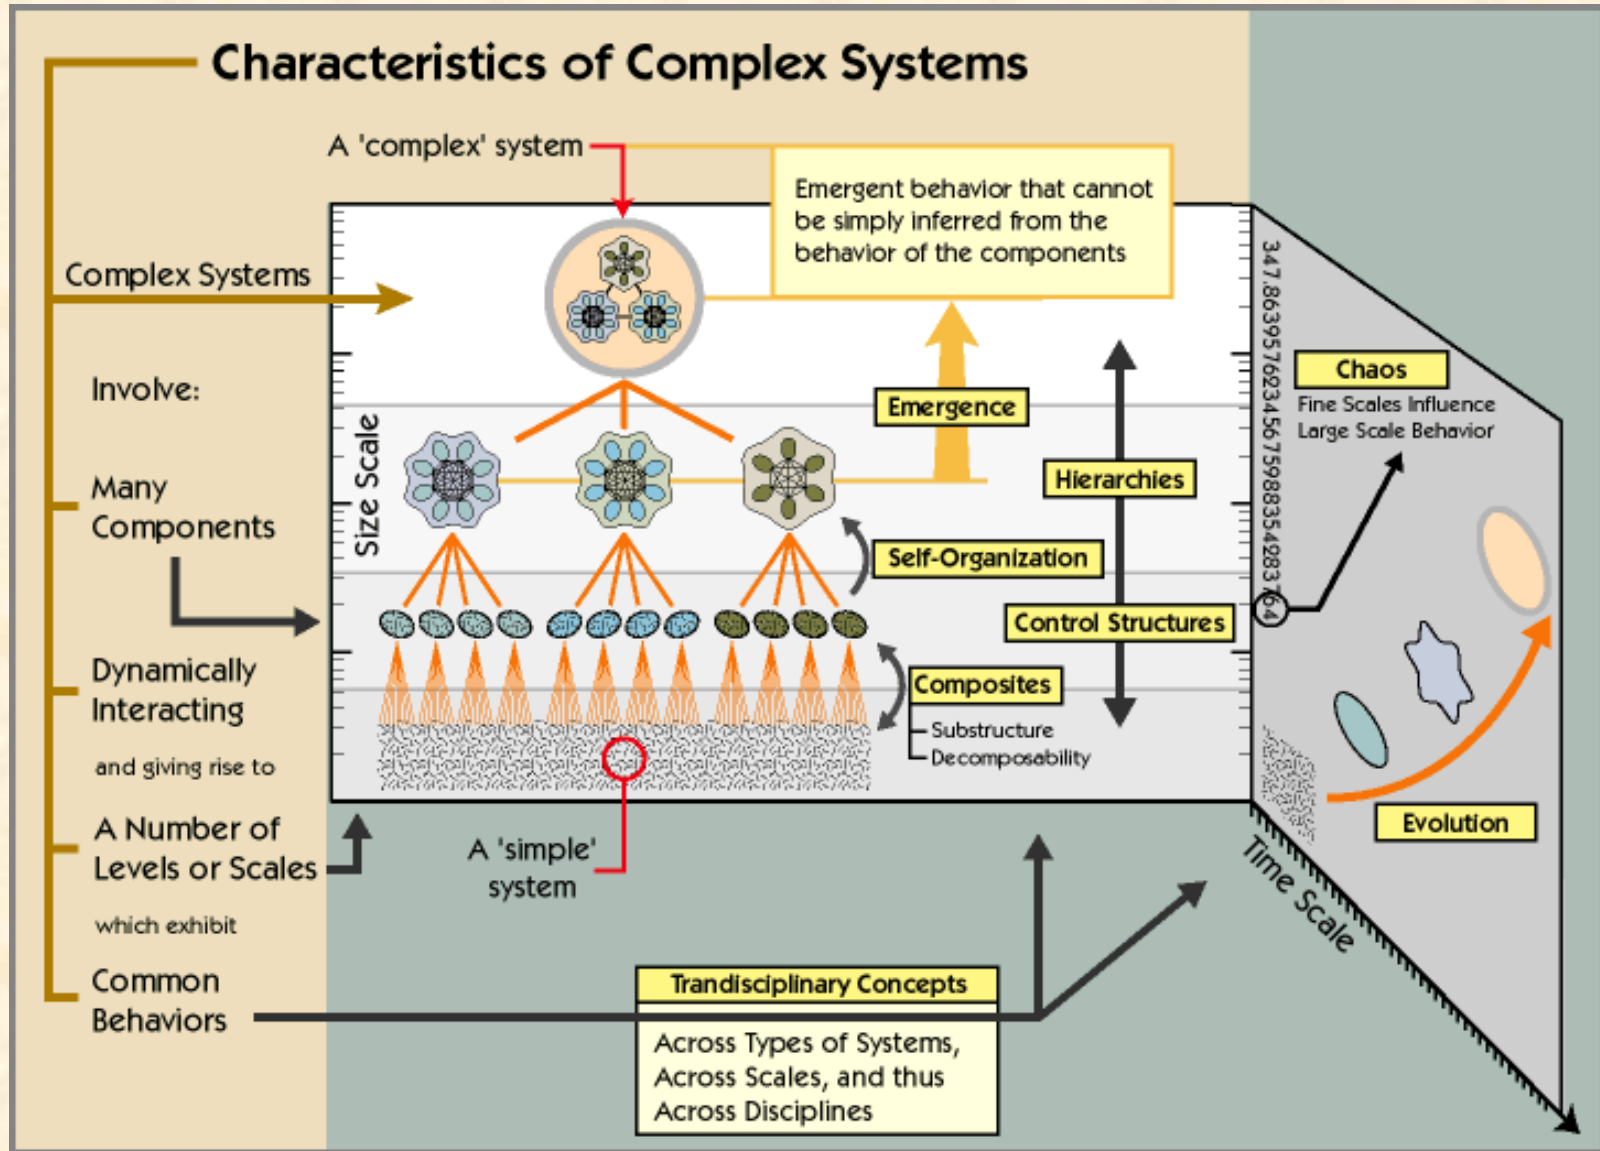 Characteristics of Complex Systems
A 'complex' system
Emergent behavior that cannot
be simply inferred from the
behavior of the components
Complex Systems
Involve:
Many
Components
Dynamically
Interacting
and giving rise to
A Number of
Levels or Scales
which exhibit
Common
Behaviors
Size Scale
Emergence
Hierarchies
Self-Organization
Control Structures
Composites
Substructure
Decomposability
A 'simple'
system
Chaos
Fine Scales Influence
Large Scale Behavior
Evolution
Time Scale
Trandisciplinary Concepts
Across Types of Systems,
Across Scales, and thus
Across Disciplines